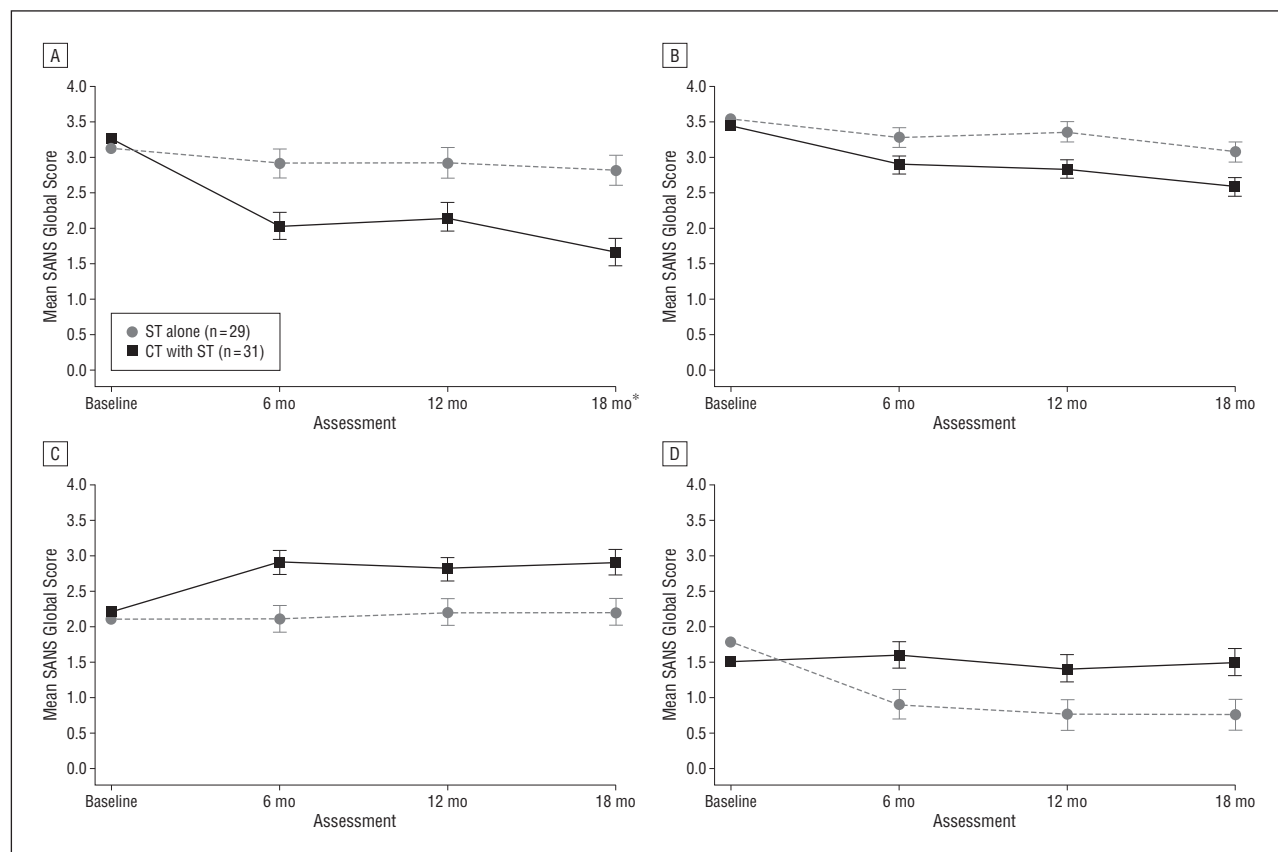 A
Mean SANS Global Score
4.0
3.5
3.0
2.5
2.0
1.5
1.0
0.5
0.0
ST alone (n=29)
CT with ST (n=31)
Baseline 6 mo 12 mo 18 mo*
Assessment
B
Mean SANS Global Score
4.0
3.5
3.0
2.5
2.0
1.5
1.0
0.5
0.0
Baseline 6 mo 12 mo 18 mo
Assessment
C
Mean SANS Global Score
4.0
3.5
3.0
2.5
2.0
1.5
1.0
0.5
0.0
Baseline 6 mo 12 mo 18 mo
Assessment
D
Mean SANS Global Score
4.0
3.5
3.0
2.5
2.0
1.5
1.0
0.5
0.0
Baseline 6 mo 12 mo 18 mo
Assessment